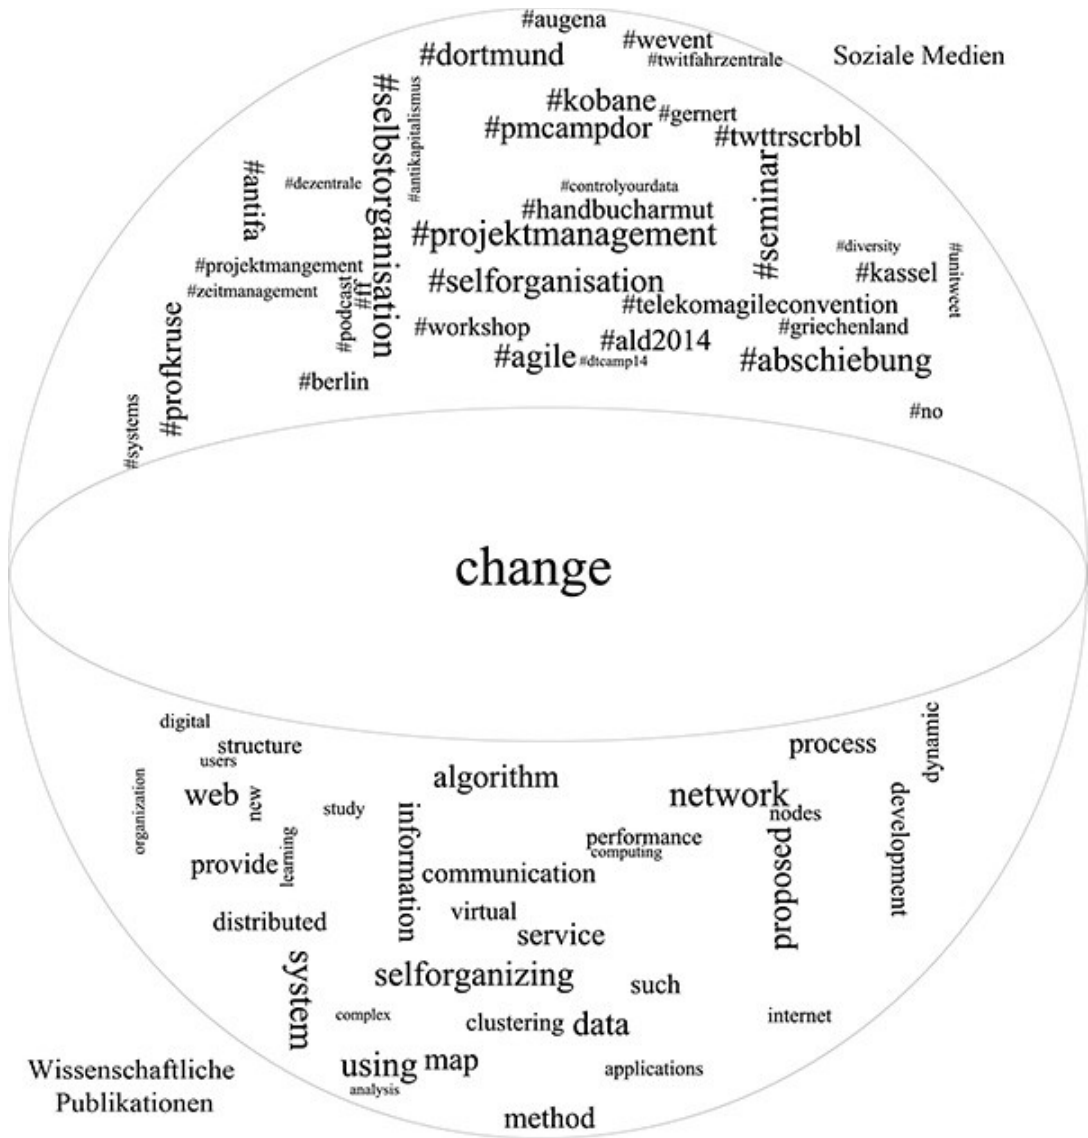 #augena
#wevent
#dortmund
#twitfahrzentrale
Soziale Medien
#selbstorganisation
#antikapitalismus
#kobane
#gernert
#pmcampdor
#twttrscrbbl
#antifa
#dezentrale
#controlyourdata
#seminar
#handbucharmut
#projektmanagement
#diversity
#unitweet
#projektmangement
#kassel
#selforganisation
#zeitmanagement
#podcast
#ff
#telekomagileconvention
#workshop
#griechenland
#ald2014
#agile
#dtcamp14
#abschiebung
#profkruse
#berlin
#systems
#no
change
digital
dynamic
structure
process
users
algorithm
organization
web
new
study
information
network
nodes
development
proposed
performance
computing
learning
provide
communication
virtual
distributed
service
system
selforganizing
such
complex
clustering
data
internet
Wissenschaftliche
Publikationen
using
map
applications
analysis
method